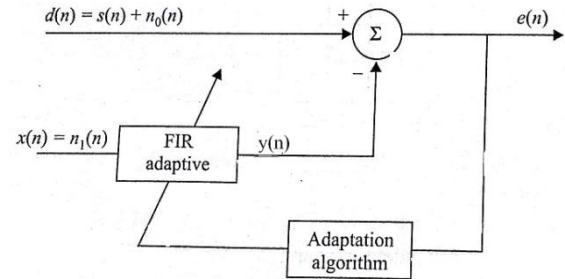 d(n) = s(n) + n₀(n)
+
Σ
e(n)
−
x(n) = n₁(n)
FIR
adaptive
y(n)
Adaptation
algorithm